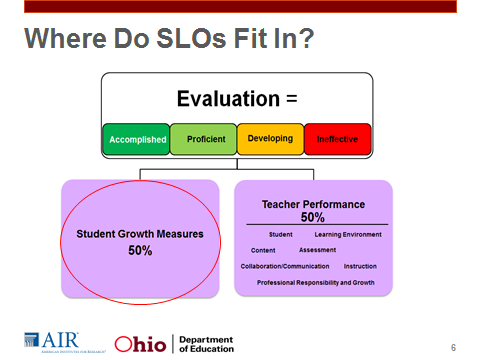 Where Do SLOs Fit In?
Evaluation =
Accomplished Proficient Developing Ineffective
Student Growth Measures
50%
Teacher Performance
50%
Student Learning Environment
Content Assessment
Collaboration/Communication Instruction
Professional Responsibility and Growth
AIR
AMERICAN INSTITUTES FOR RESEARCH
Ohio
Department
of Education
6